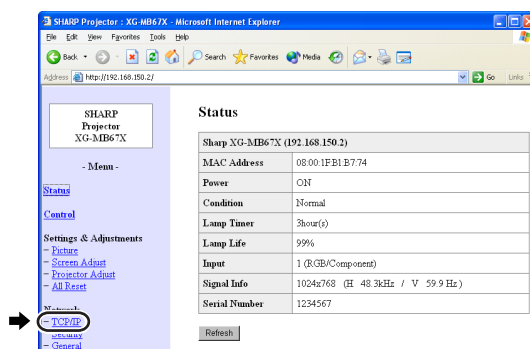 SHARP Projector : XG-MB67X - Microsoft Internet Explorer
File Edit View Favorites Tools Help
Back Search Favorites Media
Address http://192.168.150.2/ Go Links
SHARP
Projector
XG-MB67X
- Menu -
Status
Control
Settings & Adjustments
– Picture
– Screen Adjust
– Projector Adjust
– All Reset
Network
– TCP/IP
– Security
– General
Status
Sharp XG-MB67X (192.168.150.2)
MAC Address 08:00:1F:B1:B7:74
Power ON
Condition Normal
Lamp Timer 3hour(s)
Lamp Life 99%
Input 1 (RGB/Component)
Signal Info 1024x768 (H 48.3kHz / V 59.9 Hz)
Serial Number 1234567
Refresh